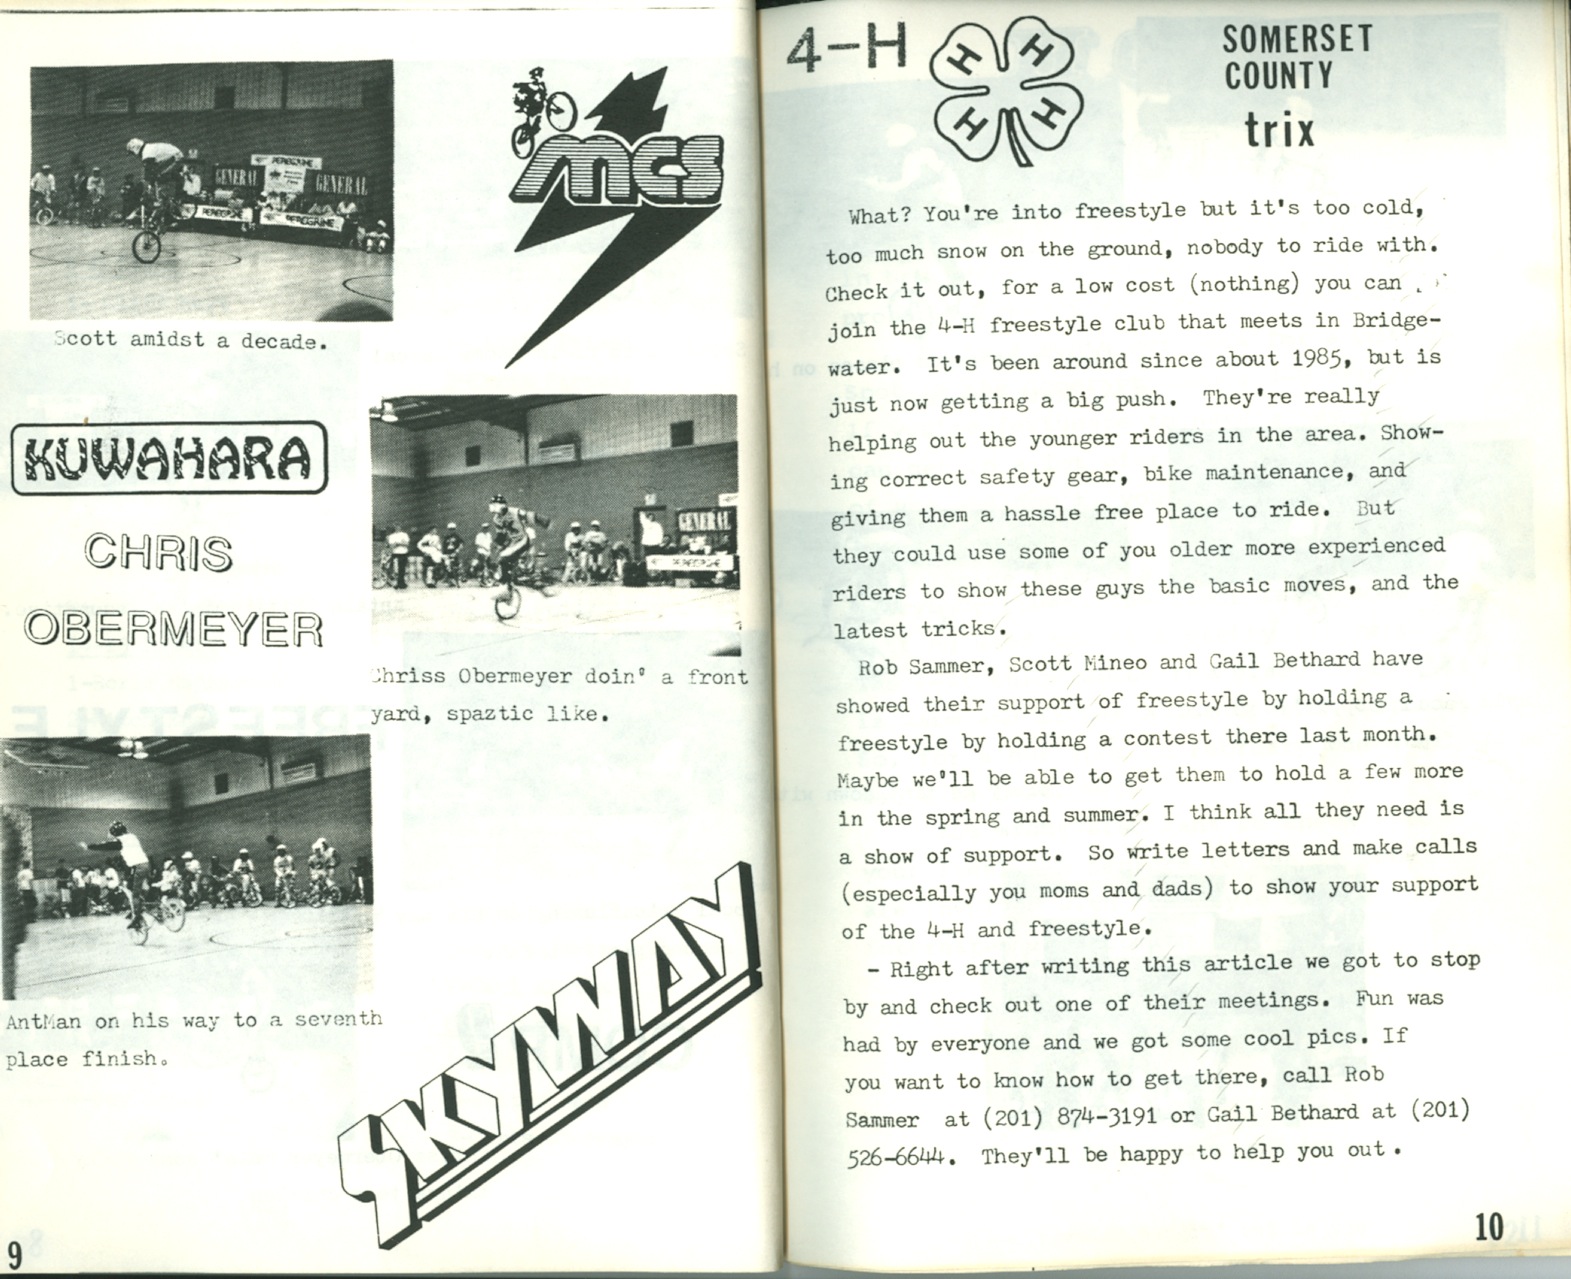 PEREGRINE
GENERAL
GENERAL
PEREGRINE
PEREGRINE
Scott amidst a decade.
MCS
KUWAHARA
CHRIS
OBERMEYER
GENERAL
PEREGRINE
Chriss Obermeyer doin' a front
yard, spaztic like.
AntMan on his way to a seventh
place finish.
SKYWAY
9
4-H
H H
H H
SOMERSET
COUNTY
trix
What? You're into freestyle but it's too cold,
too much snow on the ground, nobody to ride with.
Check it out, for a low cost (nothing) you can
join the 4-H freestyle club that meets in Bridge-
water. It's been around since about 1985, but is
just now getting a big push. They're really
helping out the younger riders in the area. Show-
ing correct safety gear, bike maintenance, and
giving them a hassle free place to ride. But
they could use some of you older more experienced
riders to show these guys the basic moves, and the
latest tricks.
Rob Sammer, Scott Mineo and Gail Bethard have
showed their support of freestyle by holding a
freestyle by holding a contest there last month.
Maybe we'll be able to get them to hold a few more
in the spring and summer. I think all they need is
a show of support. So write letters and make calls
(especially you moms and dads) to show your support
of the 4-H and freestyle.
- Right after writing this article we got to stop
by and check out one of their meetings. Fun was
had by everyone and we got some cool pics. If
you want to know how to get there, call Rob
Sammer at (201) 874-3191 or Gail Bethard at (201)
526-6644. They'll be happy to help you out.
10